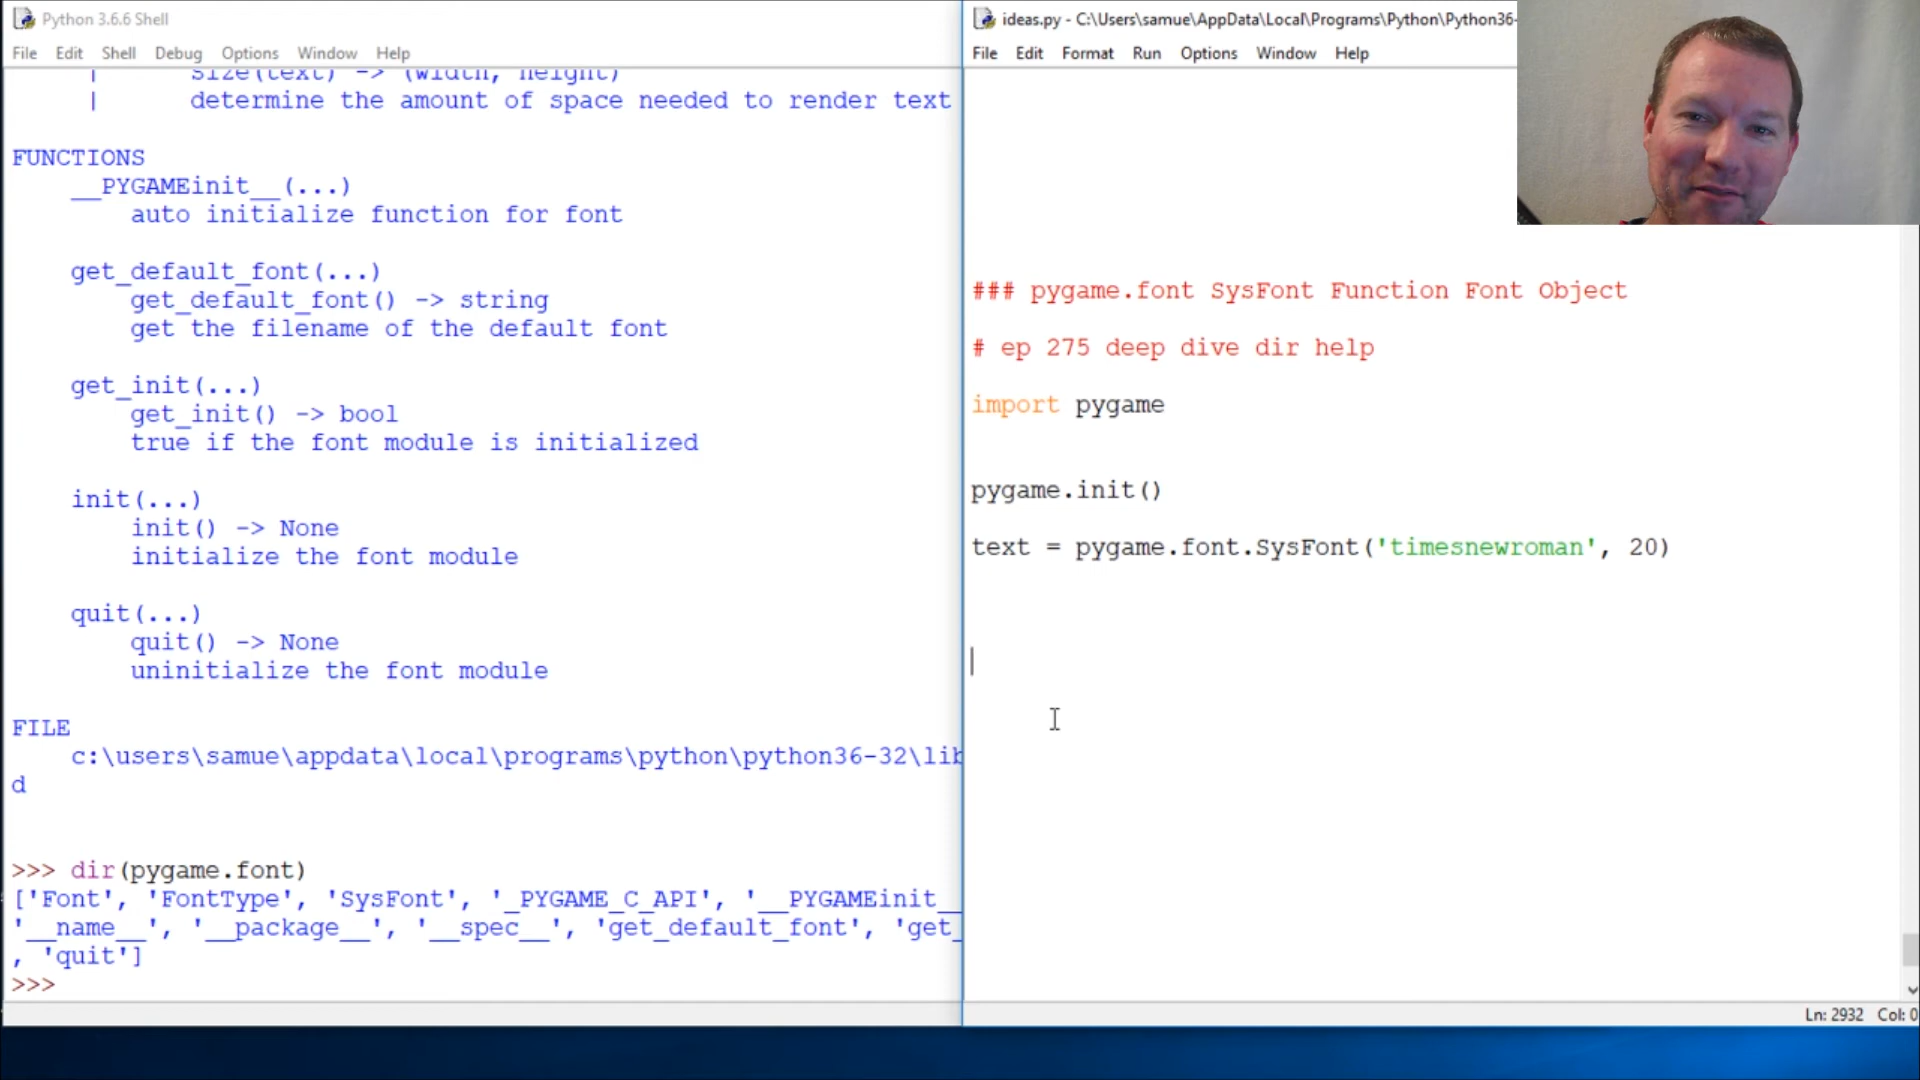 Python 3.6.6 Shell
File Edit Shell Debug Options Window Help
| size(text) -> (width, height)
| determine the amount of space needed to render text
FUNCTIONS
__PYGAMEinit__(...)
auto initialize function for font
get_default_font(...)
get_default_font() -> string
get the filename of the default font
get_init(...)
get_init() -> bool
true if the font module is initialized
init(...)
init() -> None
initialize the font module
quit(...)
quit() -> None
uninitialize the font module
FILE
c:\users\samue\appdata\local\programs\python\python36-32\lib
d
>>> dir(pygame.font)
['Font', 'FontType', 'SysFont', '_PYGAME_C_API', '__PYGAMEinit__
'__name__', '__package__', '__spec__', 'get_default_font', 'get_
, 'quit']
>>>
ideas.py - C:\Users\samue\AppData\Local\Programs\Python\Python36-
File Edit Format Run Options Window Help
### pygame.font SysFont Function Font Object
# ep 275 deep dive dir help
import pygame
pygame.init()
text = pygame.font.SysFont('timesnewroman', 20)
Ln: 2932 Col: 0